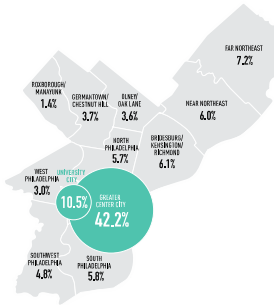 FAR NORTHEAST
7.2%
ROXBOROUGH/
MANAYUNK
1.4%
GERMANTOWN/
CHESTNUT HILL
3.7%
OLNEY/
OAK LANE
3.6%
NEAR NORTHEAST
6.0%
NORTH
PHILADELPHIA
5.7%
BRIDESBURG/
KENSINGTON/
RICHMOND
6.1%
WEST
PHILADELPHIA
3.0%
UNIVERSITY
CITY
10.5%
GREATER
CENTER CITY
42.2%
SOUTHWEST
PHILADELPHIA
4.8%
SOUTH
PHILADELPHIA
5.8%